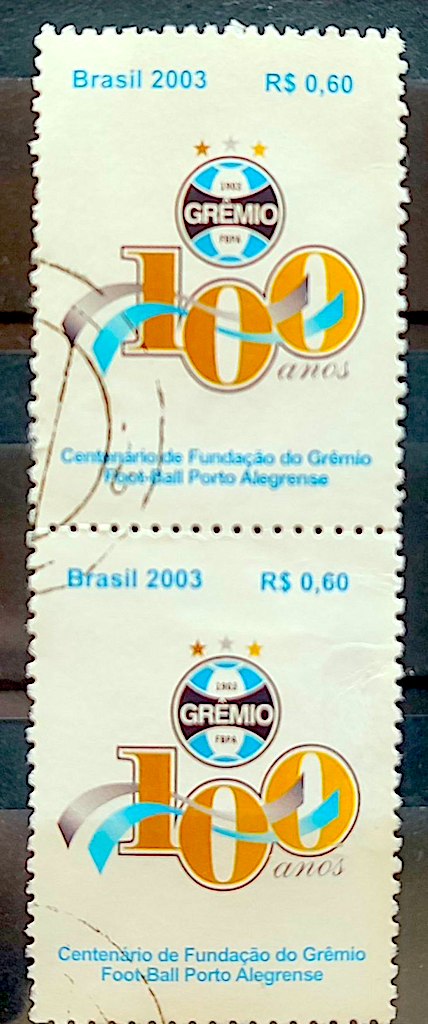 Brasil 2003 R$ 0,60
1903
GRÊMIO
FBPA
100
anos
Centenário de Fundação do Grêmio
Foot-Ball Porto Alegrense
Brasil 2003 R$ 0,60
1903
GRÊMIO
FBPA
100
anos
Centenário de Fundação do Grêmio
Foot-Ball Porto Alegrense